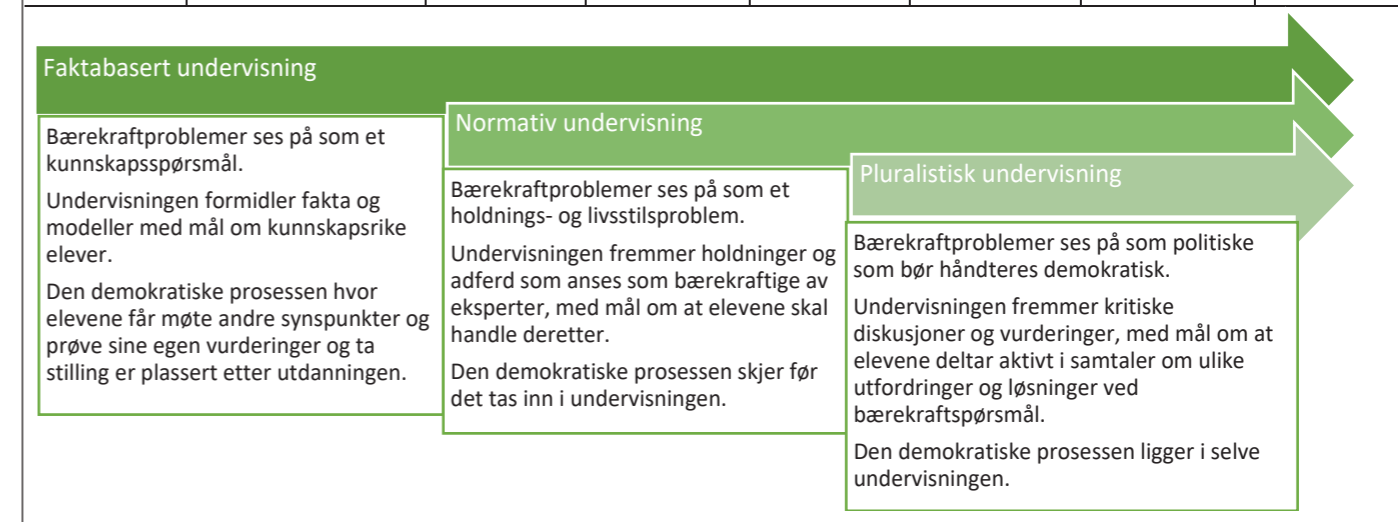 Faktabasert undervisning
Bærekraftproblemer ses på som et
kunnskapsspørsmål.
Undervisningen formidler fakta og
modeller med mål om kunnskapsrike
elever.
Den demokratiske prosessen hvor
elevene får møte andre synspunkter og
prøve sine egen vurderinger og ta
stilling er plassert etter utdanningen.
Normativ undervisning
Bærekraftproblemer ses på som et
holdnings- og livsstilsproblem.
Undervisningen fremmer holdninger og
adferd som anses som bærekraftige av
eksperter, med mål om at elevene skal
handle deretter.
Den demokratiske prosessen skjer før
det tas inn i undervisningen.
Pluralistisk undervisning
Bærekraftproblemer ses på som politiske
som bør håndteres demokratisk.
Undervisningen fremmer kritiske
diskusjoner og vurderinger, med mål om at
elevene deltar aktivt i samtaler om ulike
utfordringer og løsninger ved
bærekraftspørsmål.
Den demokratiske prosessen ligger i selve
undervisningen.